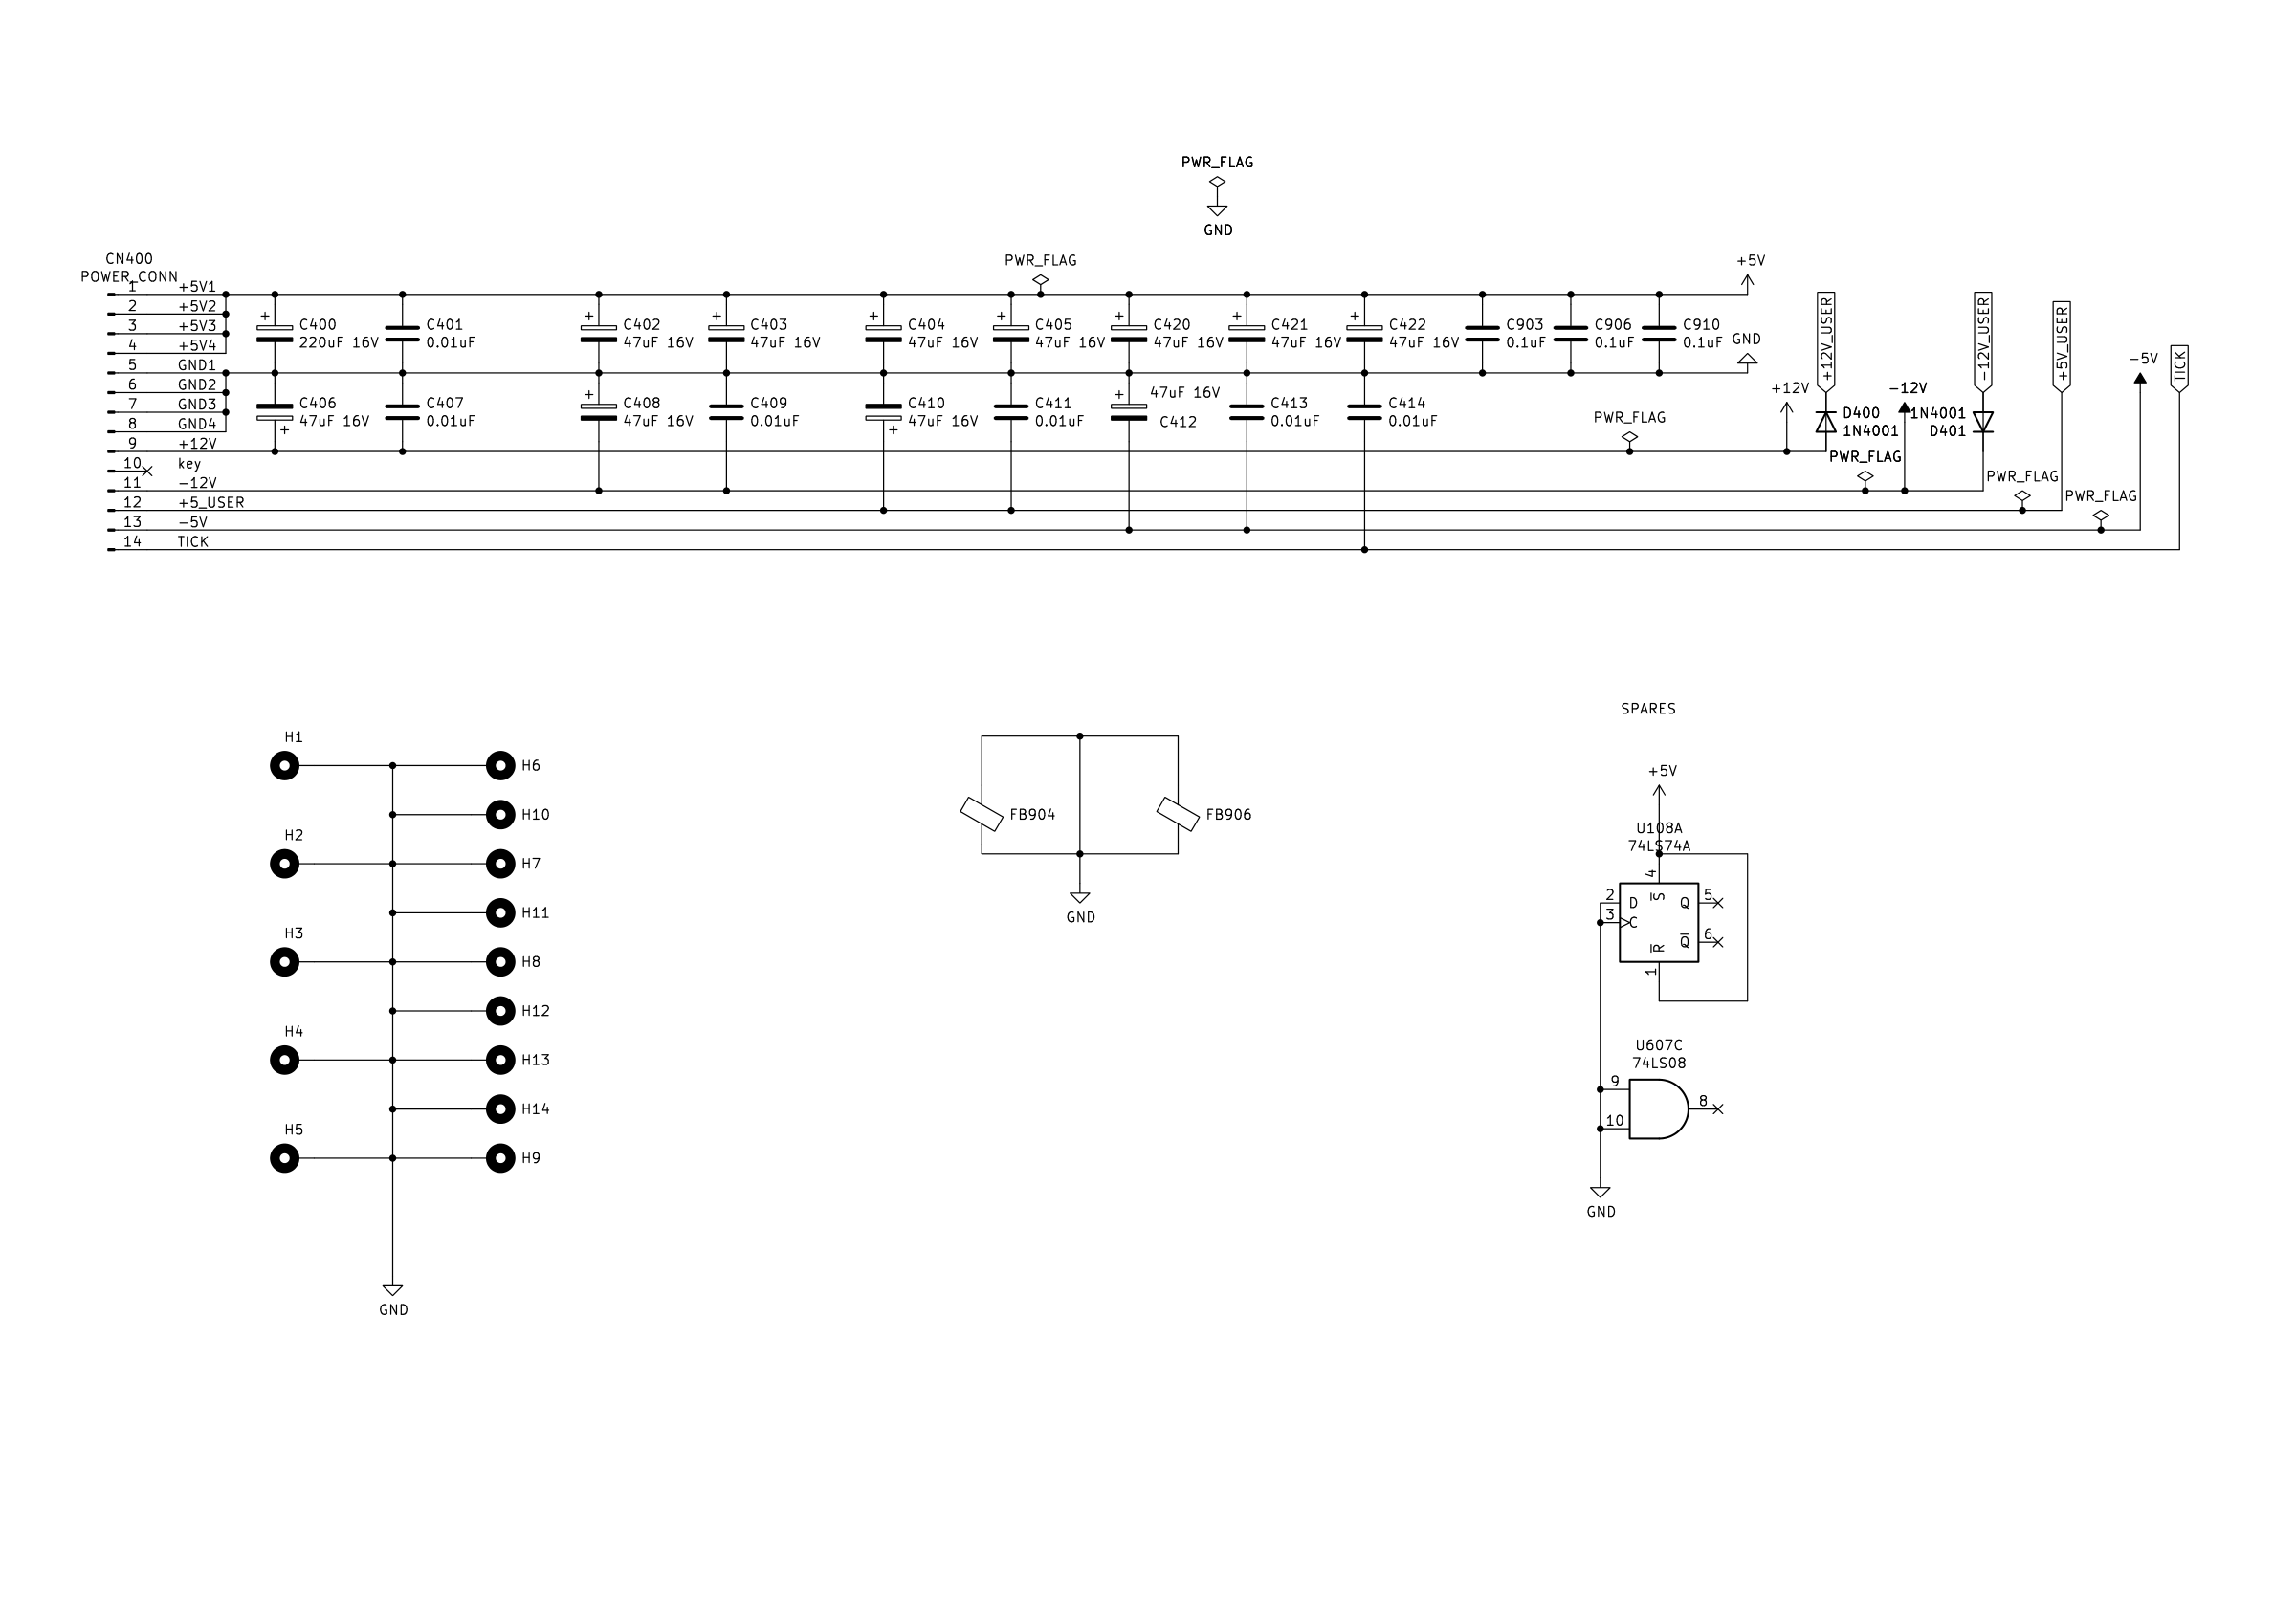 PWR_FLAG
GND
CN400
POWER_CONN
1 +5V1
2 +5V2
3 +5V3
4 +5V4
5 GND1
6 GND2
7 GND3
8 GND4
9 +12V
10 key
11 -12V
12 +5_USER
13 -5V
14 TICK
PWR_FLAG
+5V
+ C400
220uF 16V
C401
0.01uF
+ C402
47uF 16V
+ C403
47uF 16V
+ C404
47uF 16V
+ C405
47uF 16V
+ C420
47uF 16V
+ C421
47uF 16V
+ C422
47uF 16V
C903
0.1uF
C906
0.1uF
C910
0.1uF
GND
C406
47uF 16V
+
C407
0.01uF
+ C408
47uF 16V
C409
0.01uF
C410
47uF 16V
+
C411
0.01uF
+ 47uF 16V
C412
C413
0.01uF
C414
0.01uF
PWR_FLAG
+12V
+12V_USER
D400
1N4001
PWR_FLAG
-12V
1N4001
D401
-12V_USER
PWR_FLAG
+5V_USER
PWR_FLAG
-5V
TICK
H1
H6
H10
H2
H7
H11
H3
H8
H12
H4
H13
H14
H5
H9
GND
FB904
FB906
GND
SPARES
+5V
U108A
74LS74A
4
2 D S Q 5
3 C
R Q 6
1
U607C
74LS08
9
8
10
GND